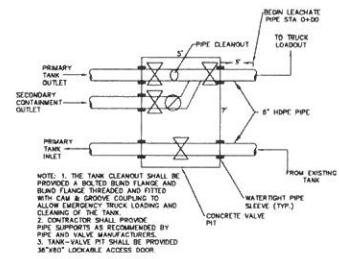 BEGIN LEACHATE
PIPE STA 0+00
TO TRUCK
LOADOUT
PIPE CLEANOUT
5"
5'
PRIMARY
TANK
OUTLET
SECONDARY
CONTAINMENT
OUTLET
7'
8" HDPE PIPE
PRIMARY
TANK
INLET
FROM EXISTING
TANK
WATERTIGHT PIPE
SLEEVE (TYP.)
CONCRETE VALVE
PIT
NOTE: 1. THE TANK CLEANOUT SHALL BE
PROVIDED A BOLTED BLIND FLANGE AND
BLIND FLANGE THREADED AND FITTED
WITH CAM & GROOVE COUPLING TO
ALLOW EMERGENCY TRUCK LOADING AND
CLEANING OF THE TANK.
2. CONTRACTOR SHALL PROVIDE
PIPE SUPPORTS AS RECOMMENDED BY
PIPE AND VALVE MANUFACTURERS.
3. TANK-VALVE PIT SHALL BE PROVIDED
36"X80" LOCKABLE ACCESS DOOR